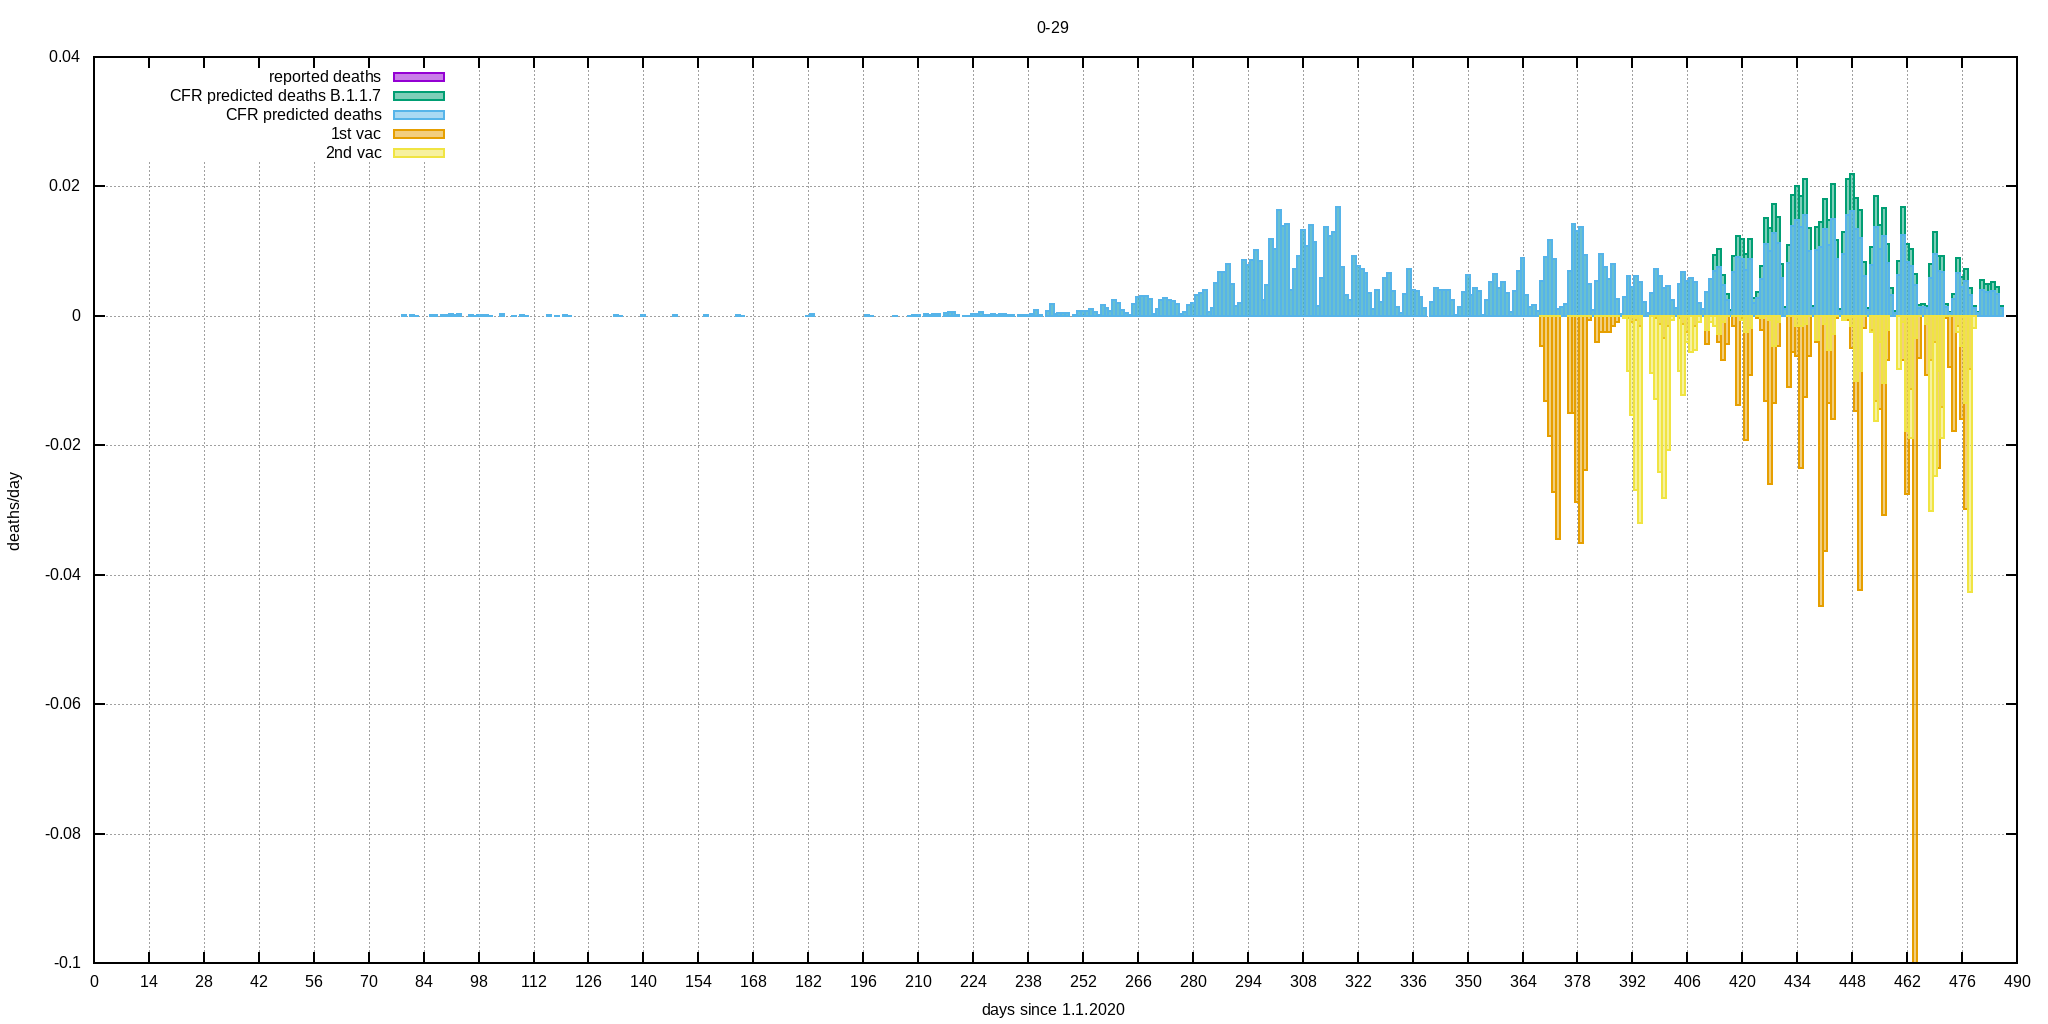 0-29
0.04
0.02
0
-0.02
-0.04
-0.06
-0.08
-0.1
deaths/day
reported deaths
CFR predicted deaths B.1.1.7
CFR predicted deaths
1st vac
2nd vac
0 14 28 42 56 70 84 98 112 126 140 154 168 182 196 210 224 238 252 266 280 294 308 322 336 350 364 378 392 406 420 434 448 462 476 490
days since 1.1.2020